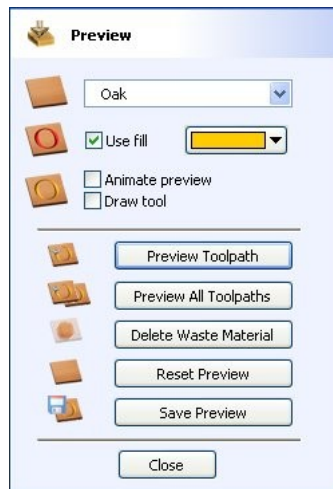 Preview
Oak
Use fill
Animate preview
Draw tool
Preview Toolpath
Preview All Toolpaths
Delete Waste Material
Reset Preview
Save Preview
Close